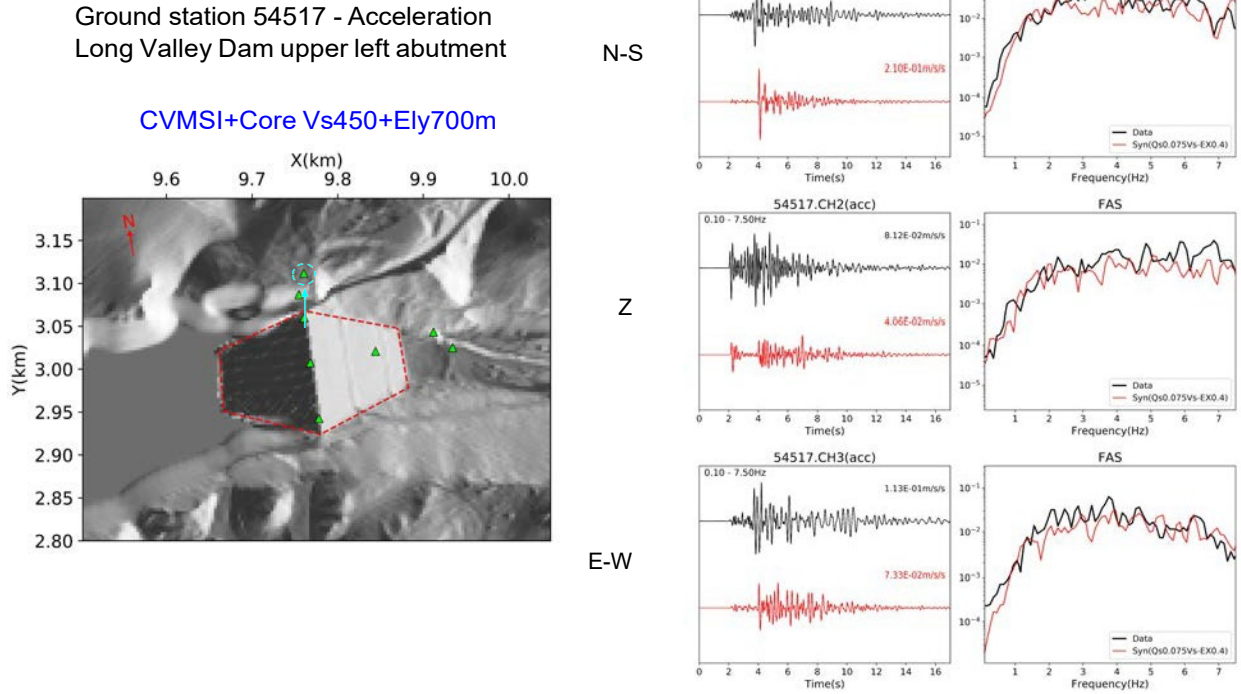 Ground station 54517 - Acceleration
Long Valley Dam upper left abutment
CVMSI+Core Vs450+Ely700m
X(km)
9.6 9.7 9.8 9.9 10.0
N
Y(km)
3.15
3.10
3.05
3.00
2.95
2.90
2.85
2.80
N-S
2.10E-01m/s/s
0 2 4 6 8 10 12 14 16
Time(s)
10⁻²
10⁻³
10⁻⁴
10⁻⁵
Data
Syn(Qs0.075Vs-EX0.4)
1 2 3 4 5 6 7
Frequency(Hz)
Z
54517.CH2(acc)
0.10 - 7.50Hz
8.12E-02m/s/s
4.06E-02m/s/s
0 2 4 6 8 10 12 14 16
Time(s)
FAS
10⁻¹
10⁻²
10⁻³
10⁻⁴
10⁻⁵
Data
Syn(Qs0.075Vs-EX0.4)
1 2 3 4 5 6 7
Frequency(Hz)
E-W
54517.CH3(acc)
0.10 - 7.50Hz
1.13E-01m/s/s
7.33E-02m/s/s
0 2 4 6 8 10 12 14 16
Time(s)
FAS
10⁻¹
10⁻²
10⁻³
10⁻⁴
Data
Syn(Qs0.075Vs-EX0.4)
1 2 3 4 5 6 7
Frequency(Hz)